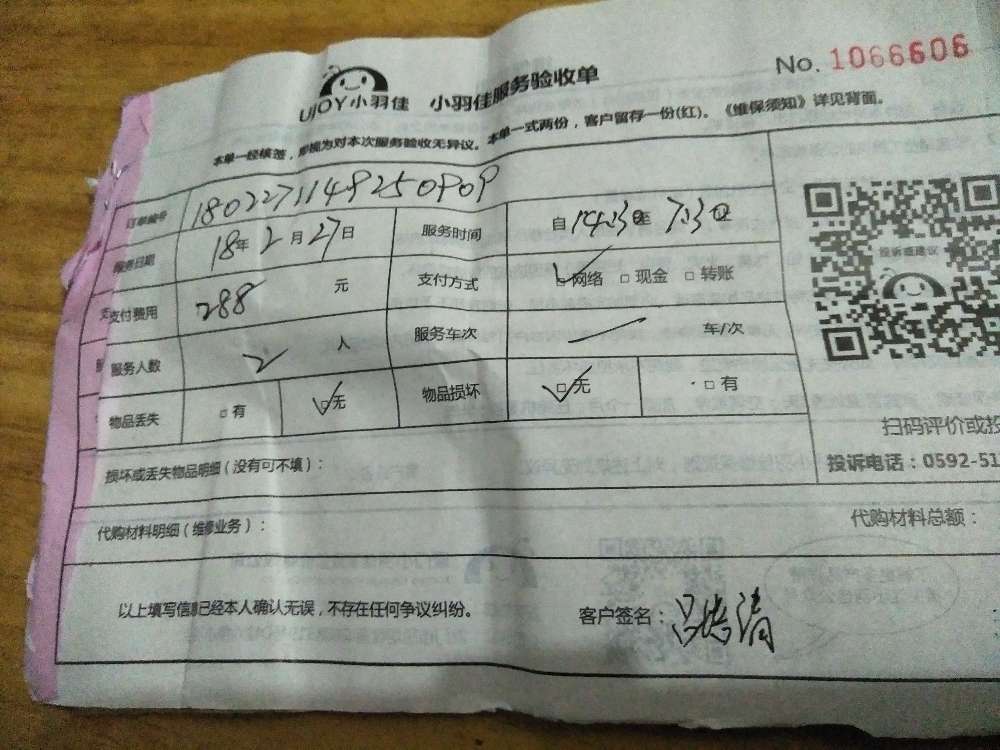 UJOY小羽佳 小羽佳服务验收单 No. 1066606
本单一经核签，即视为对本次服务验收无异议。本单一式两份，客户留存一份(红)。《维保须知》详见背面。
订单编号 1802271149250909
服务日期 18年2月27日 服务时间 自 至
支付费用 288 元 支付方式 □网络 □现金 □转账
服务人数 2 人 服务车次 车/次
物品丢失 □有 □无 物品损坏 □无 □有
投诉或建议
扫码评价或投
投诉电话：0592-51
损坏或丢失物品明细（没有可不填）：
代购材料明细（维修业务）： 代购材料总额：
以上填写信息已经本人确认无误，不存在任何争议纠纷。 客户签名：